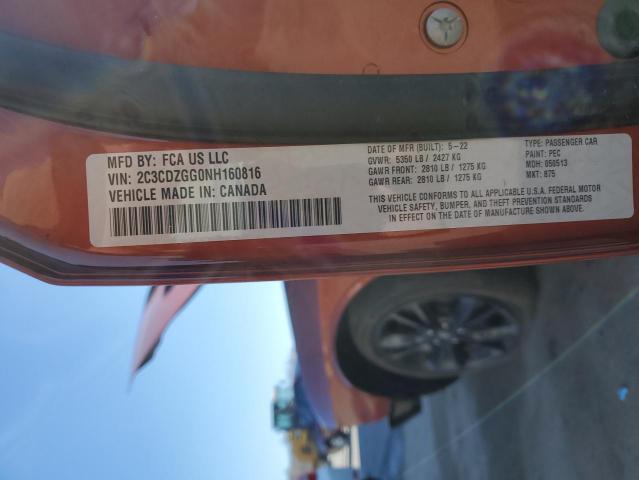 MFD BY: FCA US LLC
VIN: 2C3CDZGG0NH160816
VEHICLE MADE IN: CANADA
DATE OF MFR (BUILT): 5-22
GVWR: 5350 LB / 2427 KG
GAWR FRONT: 2810 LB / 1275 KG
GAWR REAR: 2810 LB / 1275 KG
TYPE: PASSENGER CAR
PAINT: PEC
MDH: 050513
MKT: 875
THIS VEHICLE CONFORMS TO ALL APPLICABLE U.S.A. FEDERAL MOTOR
VEHICLE SAFETY, BUMPER, AND THEFT PREVENTION STANDARDS
IN EFFECT ON THE DATE OF MANUFACTURE SHOWN ABOVE.